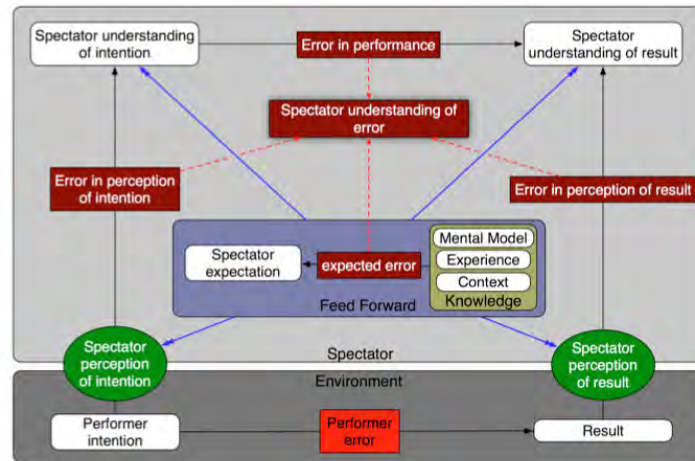 Spectator understanding
of intention
Error in performance
Spectator
understanding of result
Spectator understanding of
error
Error in perception
of intention
Error in perception of result
Spectator
expectation
expected error
Mental Model
Experience
Context
Knowledge
Feed Forward
Spectator
perception
of intention
Spectator
Spectator
perception
of result
Environment
Performer
intention
Performer
error
Result